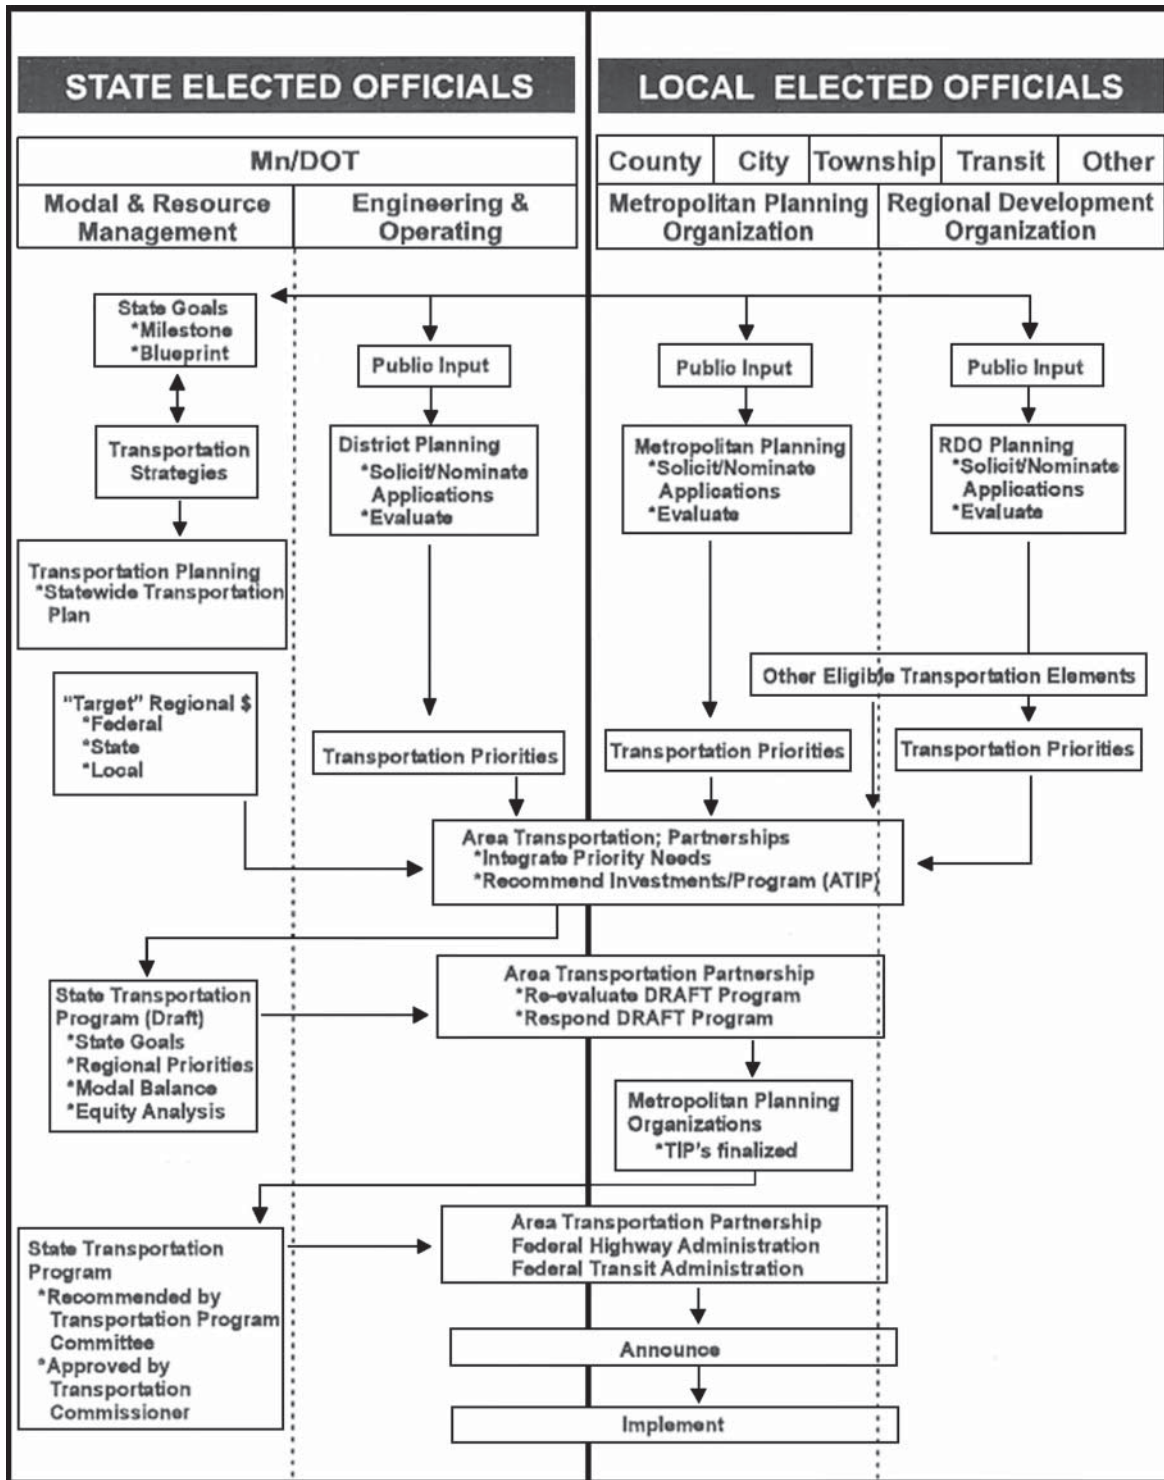 STATE ELECTED OFFICIALS
LOCAL ELECTED OFFICIALS
Mn/DOT
County
City
Township
Transit
Other
Modal & Resource
Management
Engineering &
Operating
Metropolitan Planning
Organization
Regional Development
Organization
State Goals
*Milestone
*Blueprint
Public Input
Public Input
Public Input
Transportation
Strategies
District Planning
*Solicit/Nominate
Applications
*Evaluate
Metropolitan Planning
*Solicit/Nominate
Applications
*Evaluate
RDO Planning
*Solicit/Nominate
Applications
*Evaluate
Transportation Planning
*Statewide Transportation
Plan
"Target" Regional $
*Federal
*State
*Local
Other Eligible Transportation Elements
Transportation Priorities
Transportation Priorities
Transportation Priorities
Area Transportation; Partnerships
*Integrate Priority Needs
*Recommend Investments/Program (ATIP)
State Transportation
Program (Draft)
*State Goals
*Regional Priorities
*Modal Balance
*Equity Analysis
Area Transportation Partnership
*Re-evaluate DRAFT Program
*Respond DRAFT Program
Metropolitan Planning
Organizations
*TIP's finalized
State Transportation
Program
*Recommended by
Transportation Program
Committee
*Approved by
Transportation
Commissioner
Area Transportation Partnership
Federal Highway Administration
Federal Transit Administration
Announce
Implement